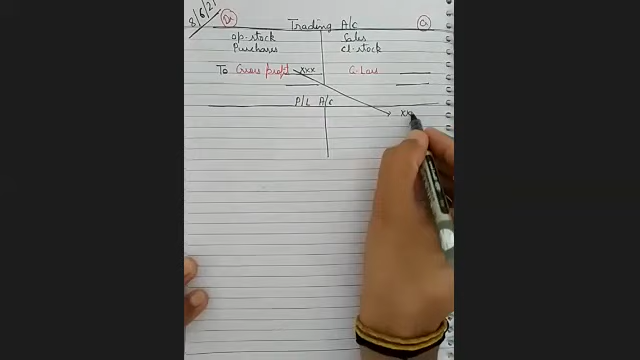 8/6/21
Dr Trading A/c Cr
op-stock Sales
Purchases cl-stock
To Gross profit xxx G-Loss
P/L A/c
xxx